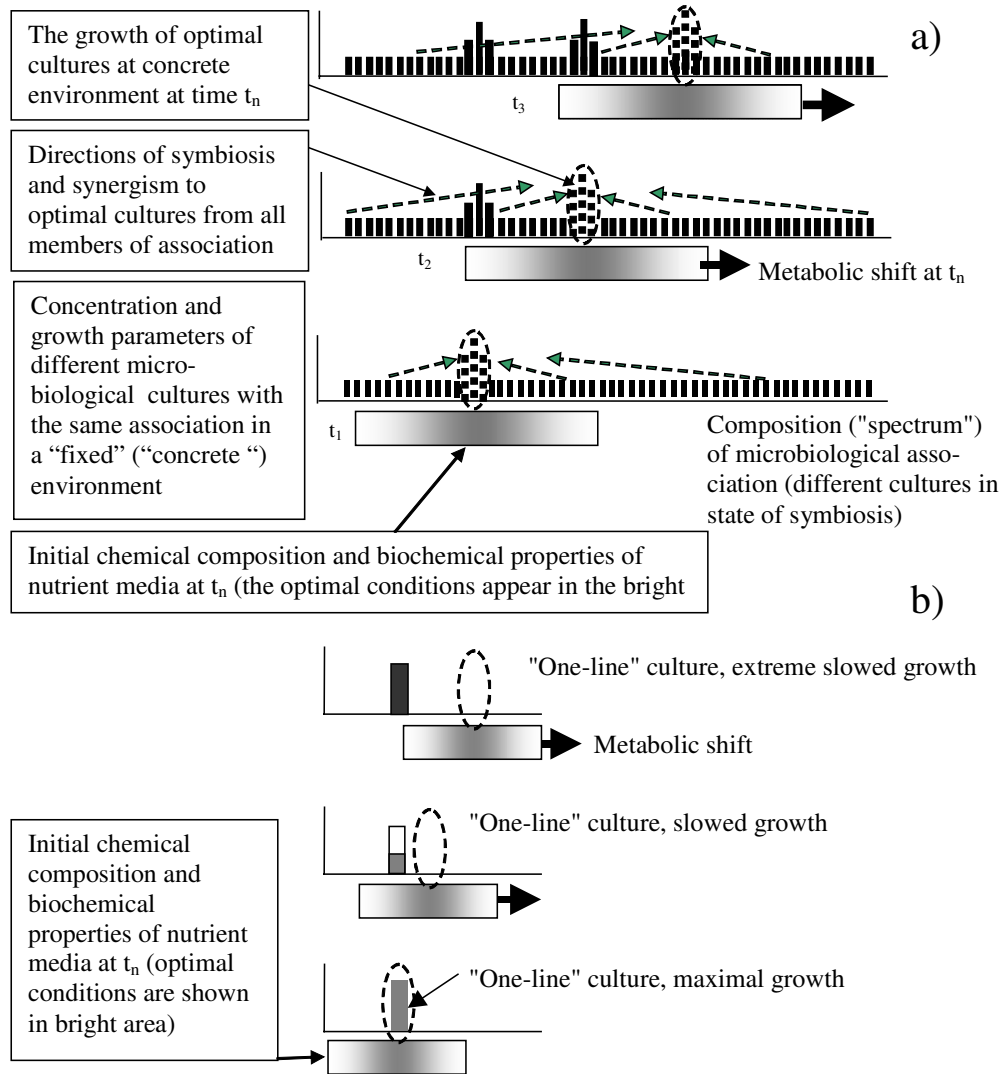 The growth of optimal
cultures at concrete
environment at time tn
a)
t3
Directions of symbiosis
and synergism to
optimal cultures from all
members of association
t2
Metabolic shift at tn
Concentration and
growth parameters of
different micro-
biological cultures with
the same association in
a “fixed” (“concrete “)
environment
t1
Composition ("spectrum")
of microbiological asso-
ciation (different cultures in
state of symbiosis)
Initial chemical composition and biochemical properties of
nutrient media at tn (the optimal conditions appear in the bright
b)
"One-line" culture, extreme slowed growth
Metabolic shift
"One-line" culture, slowed growth
Initial chemical
composition and
biochemical
properties of nutrient
media at tn (optimal
conditions are shown
in bright area)
"One-line" culture, maximal growth